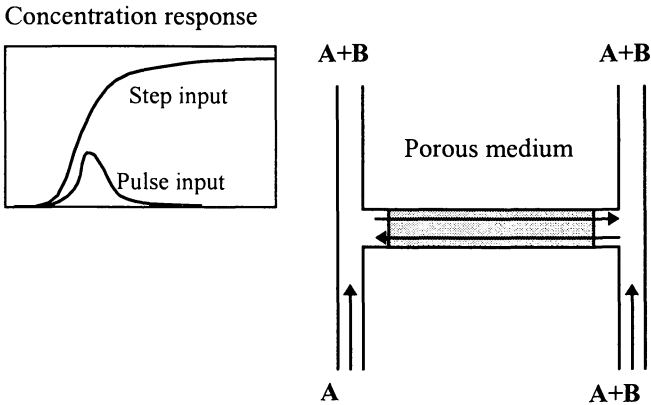 Concentration response
Step input
Pulse input
A+B
A+B
Porous medium
A
A+B